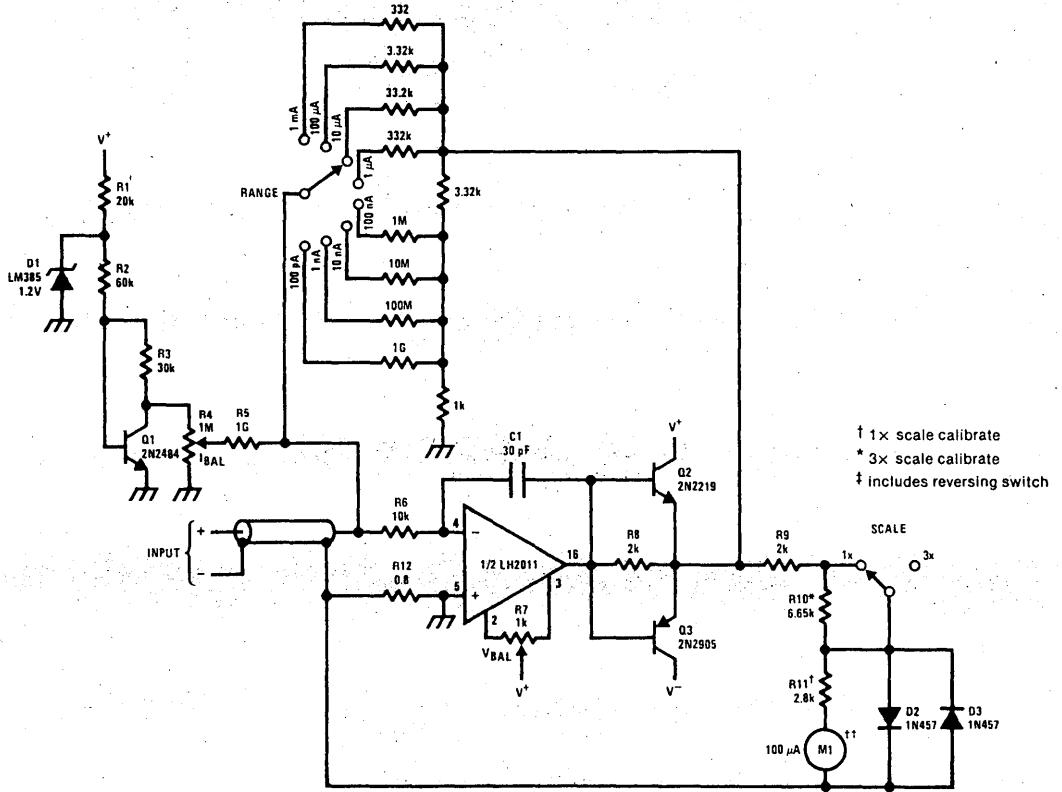 332
3.32k
33.2k
332k
3.32k
1M
10M
100M
1G
1k
1 mA
100 µA
10 µA
1 µA
100 nA
10 nA
1 nA
100 pA
RANGE
V+
R1†
20k
D1
LM385
1.2V
R2
60k
R3
30k
Q1
2N2484
R4
1M
IBAL
R5
1G
INPUT
+
−
R6
10k
R12
0.8
C1
30 pF
4
−
5
+
1/2 LH2011
16
2
3
R7
1k
VBAL
V+
V+
Q2
2N2219
R8
2k
Q3
2N2905
V−
R9
2k
† 1× scale calibrate
* 3× scale calibrate
‡ includes reversing switch
SCALE
1x
3x
R10*
6.65k
R11†
2.8k
100 µA
M1
††
D2
1N457
D3
1N457